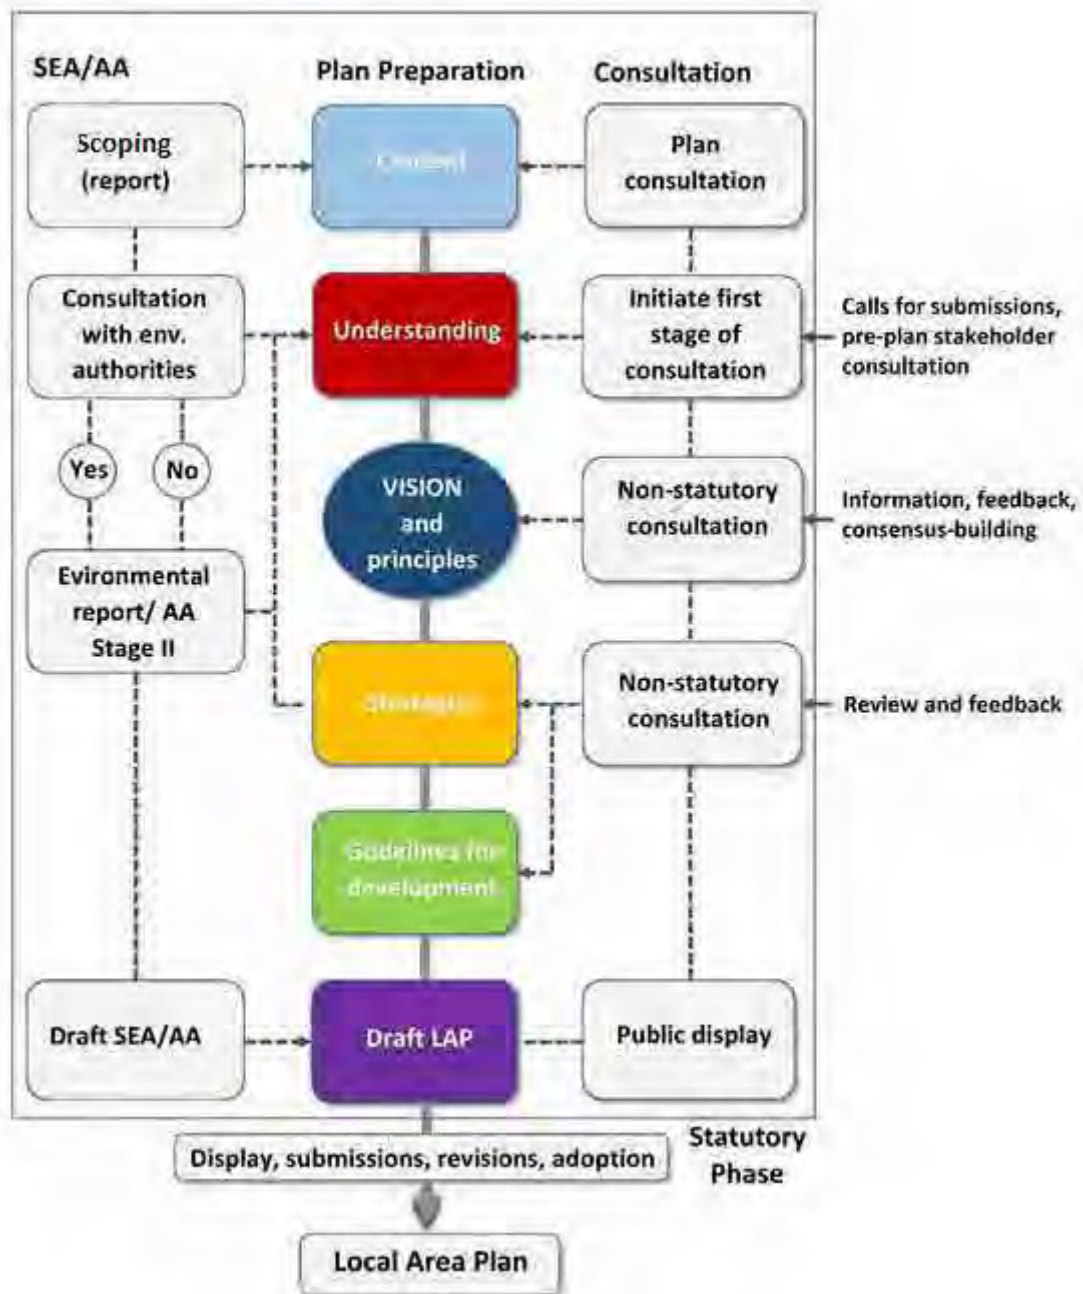 SEA/AA
Plan Preparation
Consultation
Scoping
(report)
Plan
consultation
Consultation
with env.
authorities
Understanding
Initiate first
stage of
consultation
Calls for submissions,
pre-plan stakeholder
consultation
Yes
No
VISION
and
principles
Non-statutory
consultation
Information, feedback,
consensus-building
Evironmental
report/ AA
Stage II
Strategies
Non-statutory
consultation
Review and feedback
for
development
Draft SEA/AA
Draft LAP
Public display
Statutory
Phase
Display, submissions, revisions, adoption
Local Area Plan